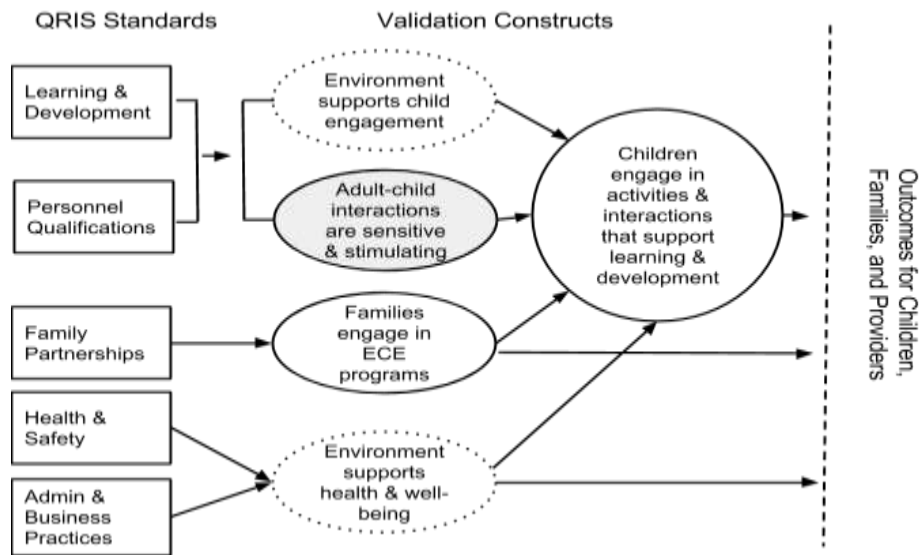 QRIS Standards
Validation Constructs
Learning &
Development
Personnel
Qualifications
Family
Partnerships
Health &
Safety
Admin &
Business
Practices
Environment
supports child
engagement
Adult-child
interactions
are sensitive
& stimulating
Families
engage in
ECE
programs
Environment
supports
health & well-
being
Children
engage in
activities &
interactions
that support
learning &
development
Outcomes for Children,
Families, and Providers